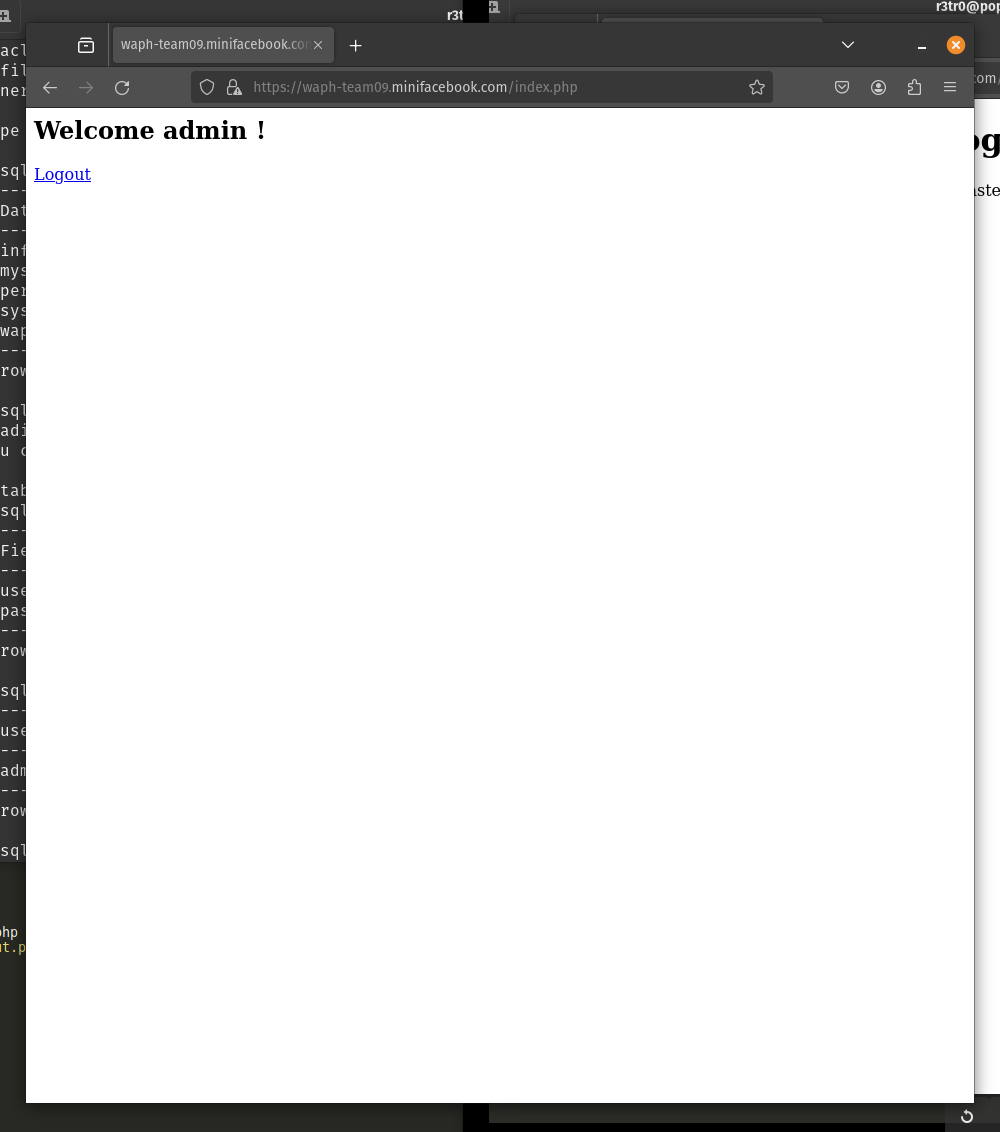 r3t
r3tr0@pop
waph-team09.minifacebook.co
https://waph-team09.minifacebook.com/index.php
com/
Welcome admin !
Logout
og
aste
acl
fil
ner
pe
sql
---
Dat
---
inf
mys
per
sys
wap
---
row
sql
adi
u c
tab
sql
---
Fie
---
use
pas
---
row
sql
---
use
---
adm
---
row
sql
php
ut.p